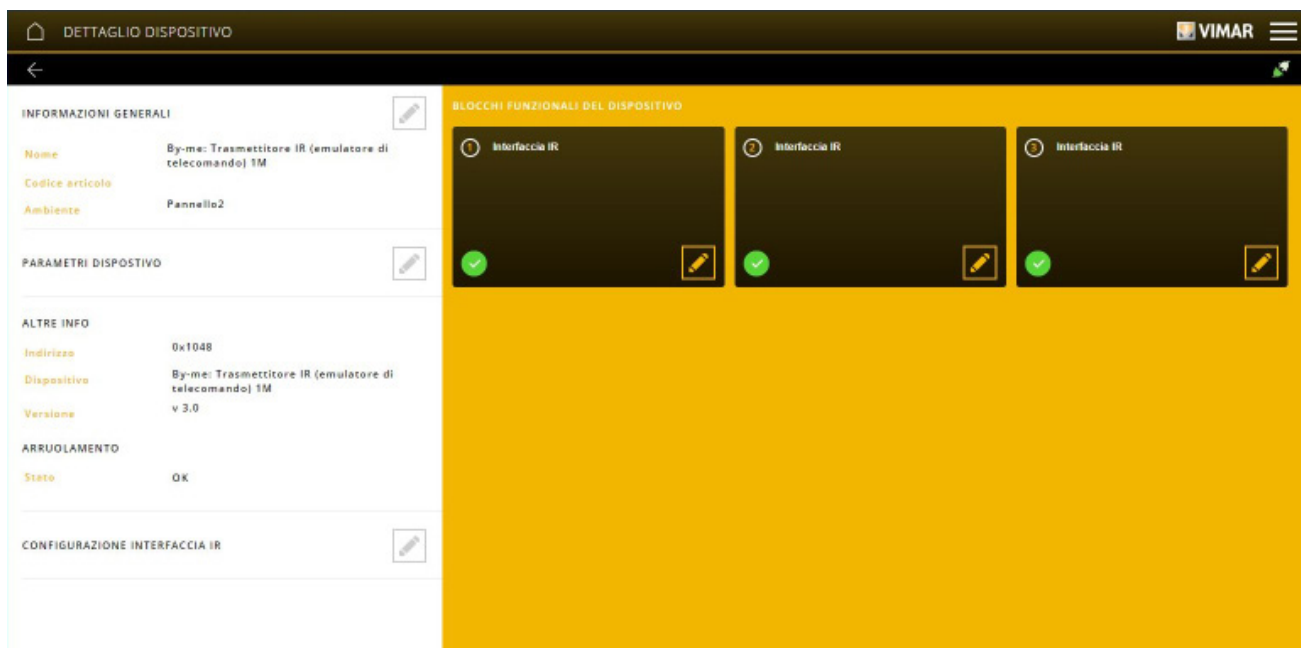 DETTAGLIO DISPOSITIVO
VIMAR
INFORMAZIONI GENERALI
Nome
By-me: Trasmettitore IR (emulatore di
telecomando) 1M
Codice articolo
Ambiente
Pannello2
PARAMETRI DISPOSTIVO
ALTRE INFO
Indirizzo
0x1048
Dispositivo
By-me: Trasmettitore IR (emulatore di
telecomando) 1M
Versione
v 3.0
ARRUOLAMENTO
Stato
OK
CONFIGURAZIONE INTERFACCIA IR
BLOCCHI FUNZIONALI DEL DISPOSITIVO
1 Interfaccia IR
2 Interfaccia IR
3 Interfaccia IR